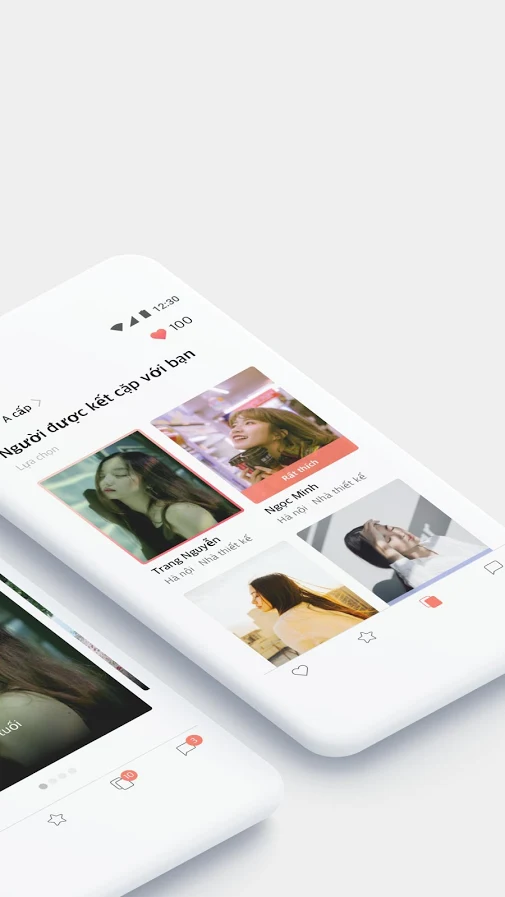 12:30
100
A cấp
Người được kết cặp với bạn
Lựa chọn
Rất thích
Trang Nguyễn
Hà nội Nhà thiết kế
Ngọc Minh
Hà nội Nhà thiết kế
tuổi
10
3